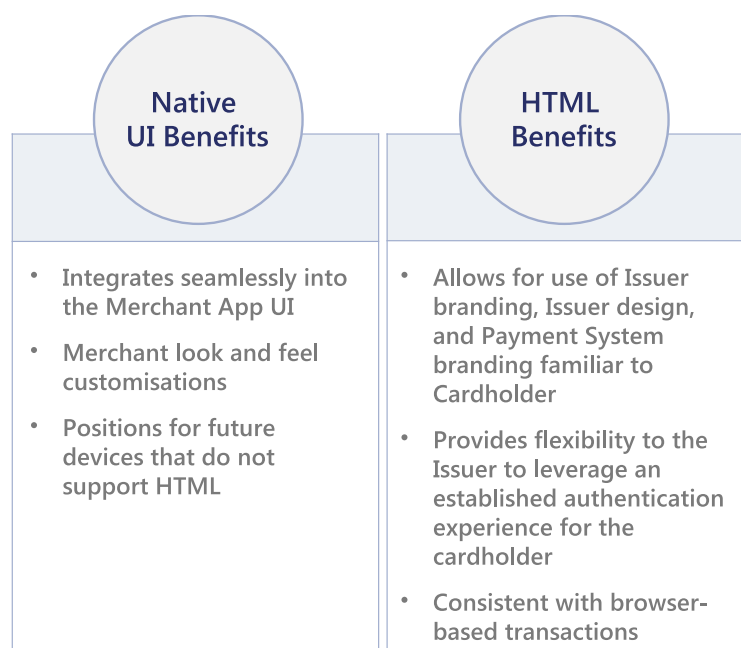 Native
UI Benefits
• Integrates seamlessly into
the Merchant App UI
• Merchant look and feel
customisations
• Positions for future
devices that do not
support HTML
HTML
Benefits
• Allows for use of Issuer
branding, Issuer design,
and Payment System
branding familiar to
Cardholder
• Provides flexibility to the
Issuer to leverage an
established authentication
experience for the
cardholder
• Consistent with browser-
based transactions